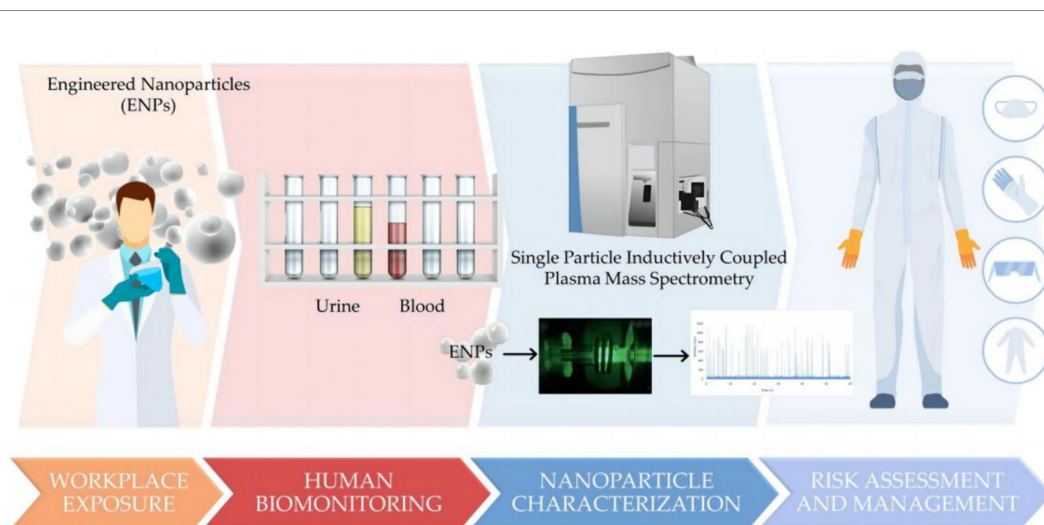 Engineered Nanoparticles
(ENPs)
Urine
Blood
Single Particle Inductively Coupled
Plasma Mass Spectrometry
ENPs
WORKPLACE
EXPOSURE
HUMAN
BIOMONITORING
NANOPARTICLE
CHARACTERIZATION
RISK ASSESSMENT
AND MANAGEMENT